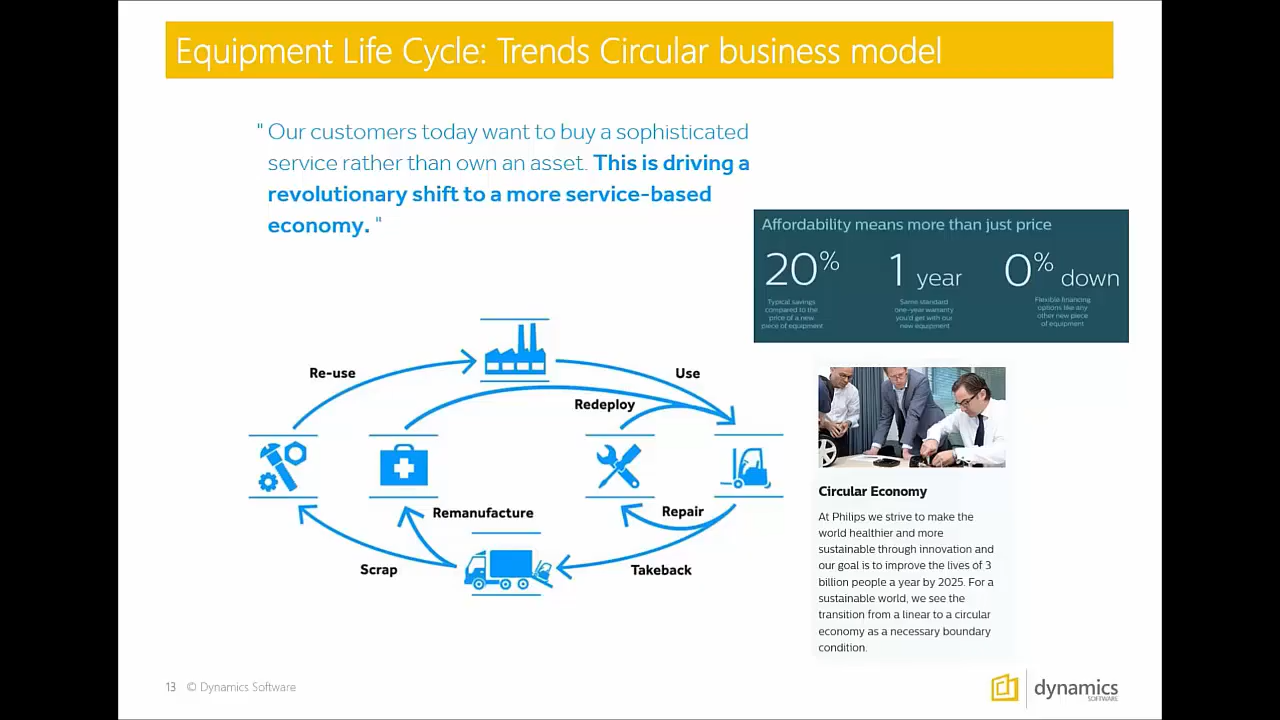 Equipment Life Cycle: Trends Circular business model
" Our customers today want to buy a sophisticated
service rather than own an asset. This is driving a
revolutionary shift to a more service-based
economy. "
Affordability means more than just price
20%
1 year
0% down
Typical savings
compared to the
price of a new
piece of equipment
Same standard
one-year warranty
you'd get with our
new equipment
Flexible financing
options like any
other new piece
of equipment
Re-use
Use
Redeploy
Remanufacture
Repair
Scrap
Takeback
Circular Economy
At Philips we strive to make the
world healthier and more
sustainable through innovation and
our goal is to improve the lives of 3
billion people a year by 2025. For a
sustainable world, we see the
transition from a linear to a circular
economy as a necessary boundary
condition.
13 © Dynamics Software
dynamics
SOFTWARE